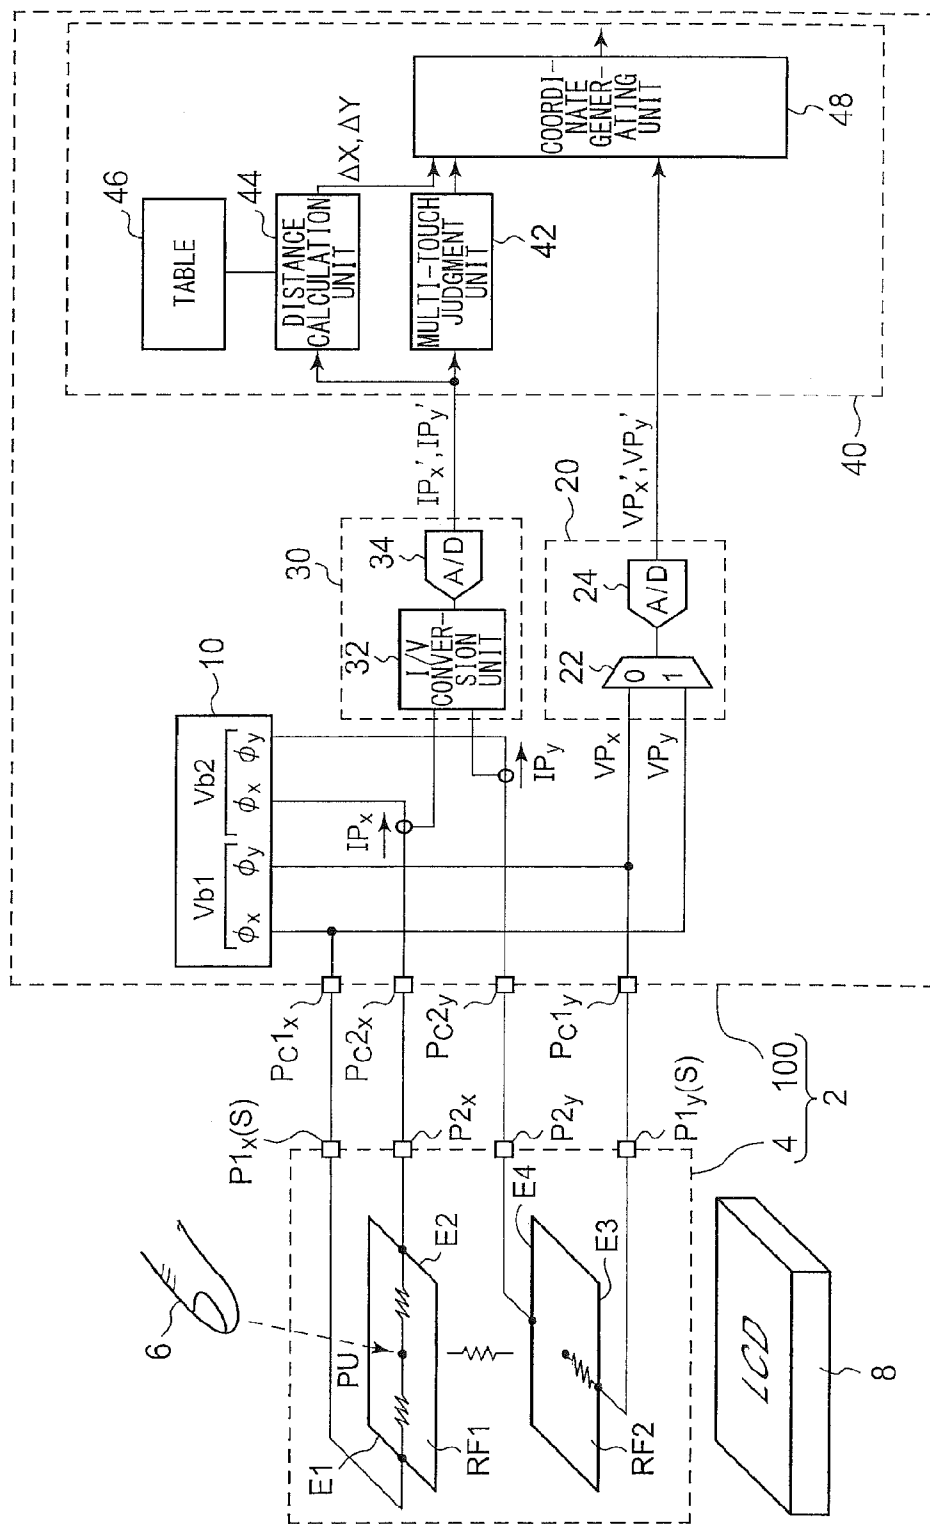 6
PU
E1
RF1
E2
P1x(S)
P2x
P2y
P1y(S)
E4
E3
RF2
LCD
8
4
100
2
Pc1x
Pc2x
Pc2y
Pc1y
10
Vb1
Vb2
ϕx
ϕy
ϕx
ϕy
IPx
IPy
VPx
VPy
30
32
I/V
CONVER-
SION
UNIT
34
A/D
IPx',IPy'
20
22
0
1
24
A/D
VPx',VPy'
40
46
TABLE
44
DISTANCE
CALCULATION
UNIT
ΔX,ΔY
MULTI-TOUCH
JUDGMENT
UNIT
42
COORDI-
NATE
GENER-
ATING
UNIT
48